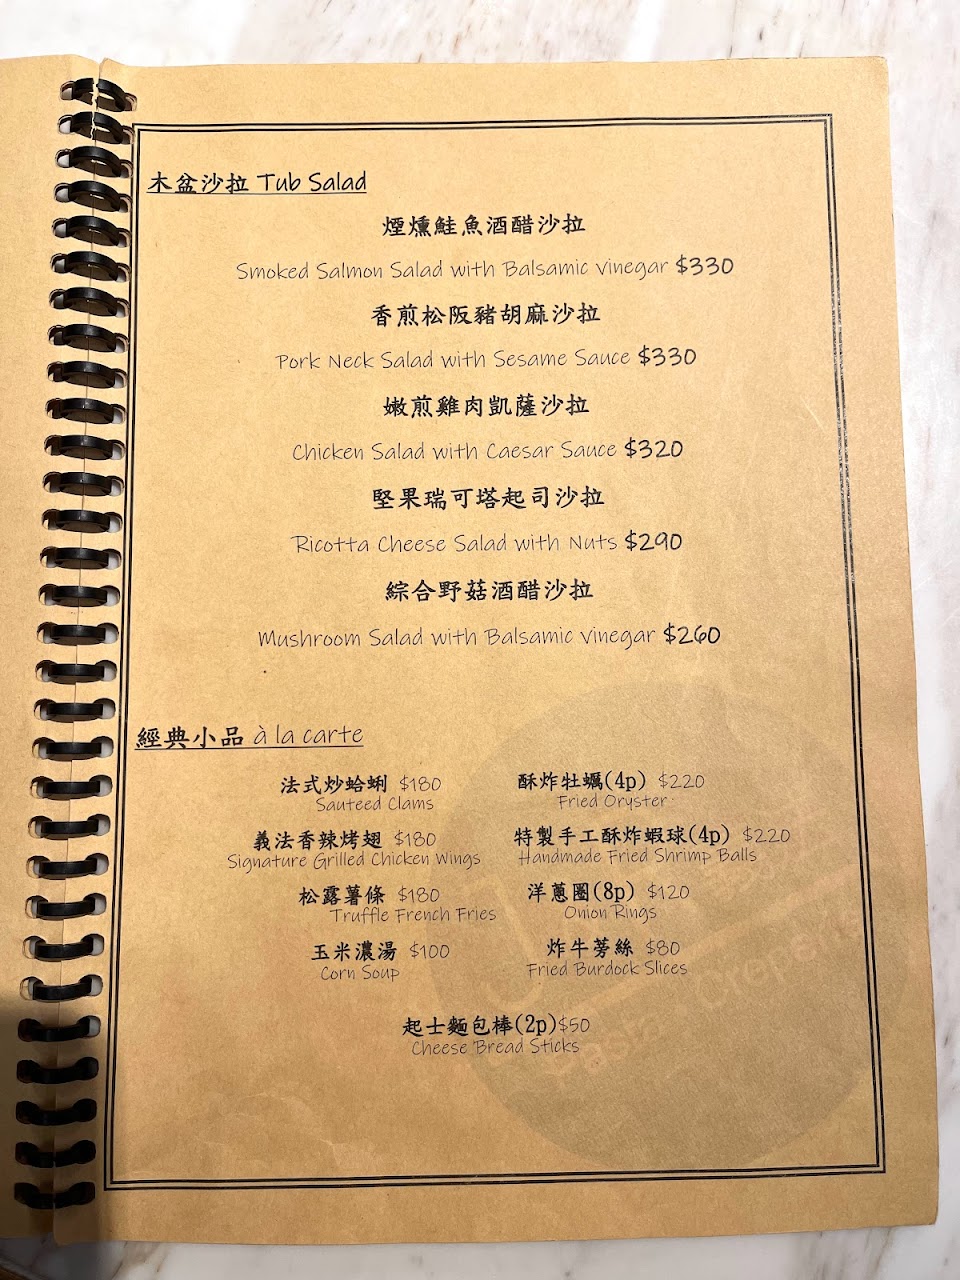 木盆沙拉 Tub Salad
煙燻鮭魚酒醋沙拉
Smoked Salmon Salad with Balsamic vinegar $330
香煎松阪豬胡麻沙拉
Pork Neck Salad with Sesame Sauce $330
嫩煎雞肉凱薩沙拉
Chicken Salad with Caesar Sauce $320
堅果瑞可塔起司沙拉
Ricotta Cheese Salad with Nuts $290
綜合野菇酒醋沙拉
Mushroom Salad with Balsamic vinegar $260
經典小品 à la carte
法式炒蛤蜊 $180
Sauteed Clams
酥炸牡蠣(4p) $220
Fried Oryster
義法香辣烤翅 $180
Signature Grilled Chicken Wings
特製手工酥炸蝦球(4p) $220
Handmade Fried Shrimp Balls
松露薯條 $180
Truffle French Fries
洋蔥圈(8p) $120
Onion Rings
玉米濃湯 $100
Corn Soup
炸牛蒡絲 $80
Fried Burdock Slices
起士麵包棒(2p)$50
Cheese Bread Sticks